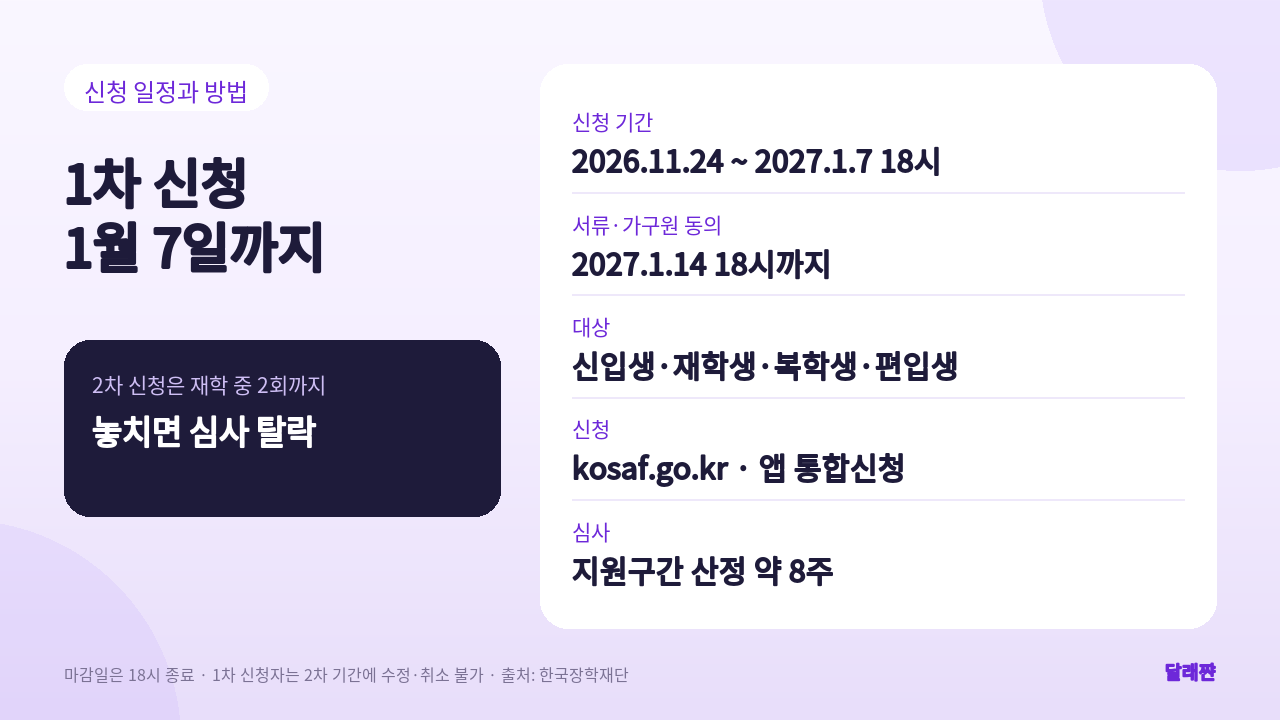 신청 일정과 방법
1차 신청
1월 7일까지
2차 신청은 재학 중 2회까지
놓치면 심사 탈락
신청 기간
2026.11.24 ~ 2027.1.7 18시
서류·가구원 동의
2027.1.14 18시까지
대상
신입생·재학생·복학생·편입생
신청
kosaf.go.kr · 앱 통합신청
심사
지원구간 산정 약 8주
마감일은 18시 종료 · 1차 신청자는 2차 기간에 수정·취소 불가 · 출처: 한국장학재단
달래쨘